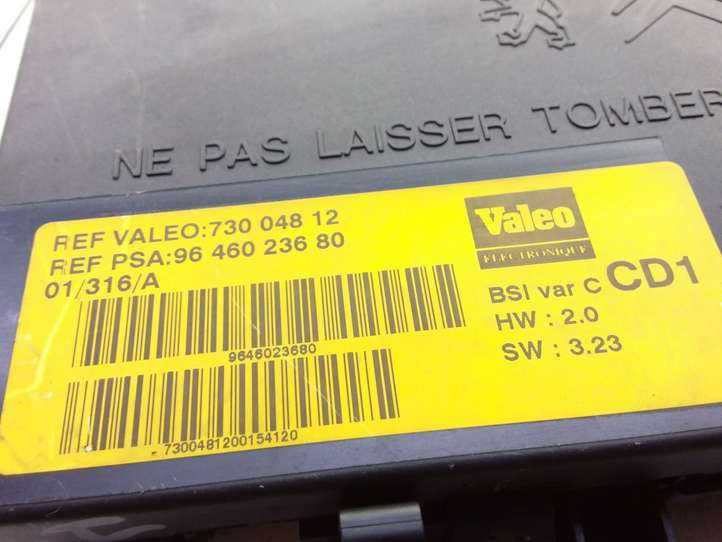 NE PAS LAISSER TOMBER
REF VALEO:730 048 12
REF PSA:96 460 236 80
01/316/A
9646023680
7300481200154120
Valeo
ELECTRONIQUE
BSI var C CD1
HW : 2.0
SW : 3.23